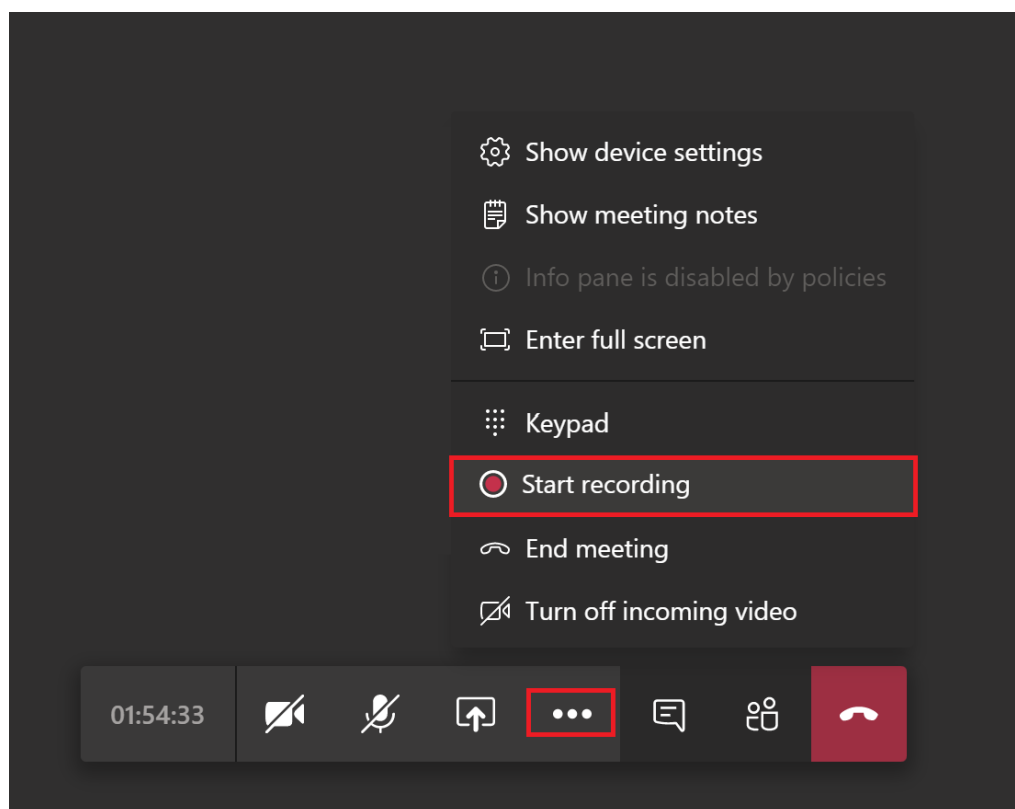 Show device settings
Show meeting notes
Info pane is disabled by policies
Enter full screen
Keypad
Start recording
End meeting
Turn off incoming video
01:54:33